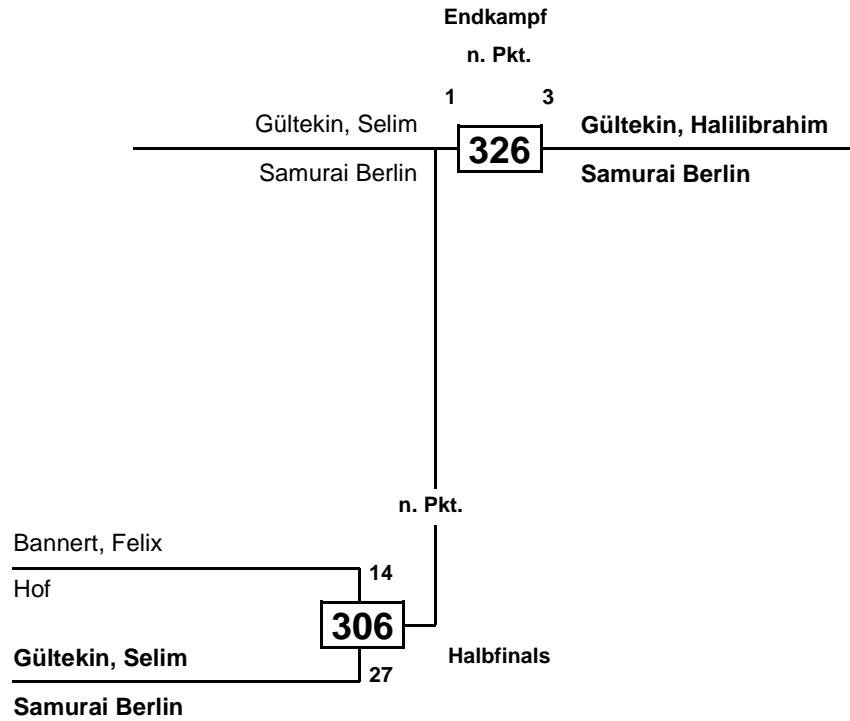 Endkampf
n. Pkt.
1 3
Gültekin, Selim 326 Gültekin, Halilibrahim
Samurai Berlin Samurai Berlin
n. Pkt.
Bannert, Felix
14
Hof
306
Gültekin, Selim Halbfinals
27
Samurai Berlin